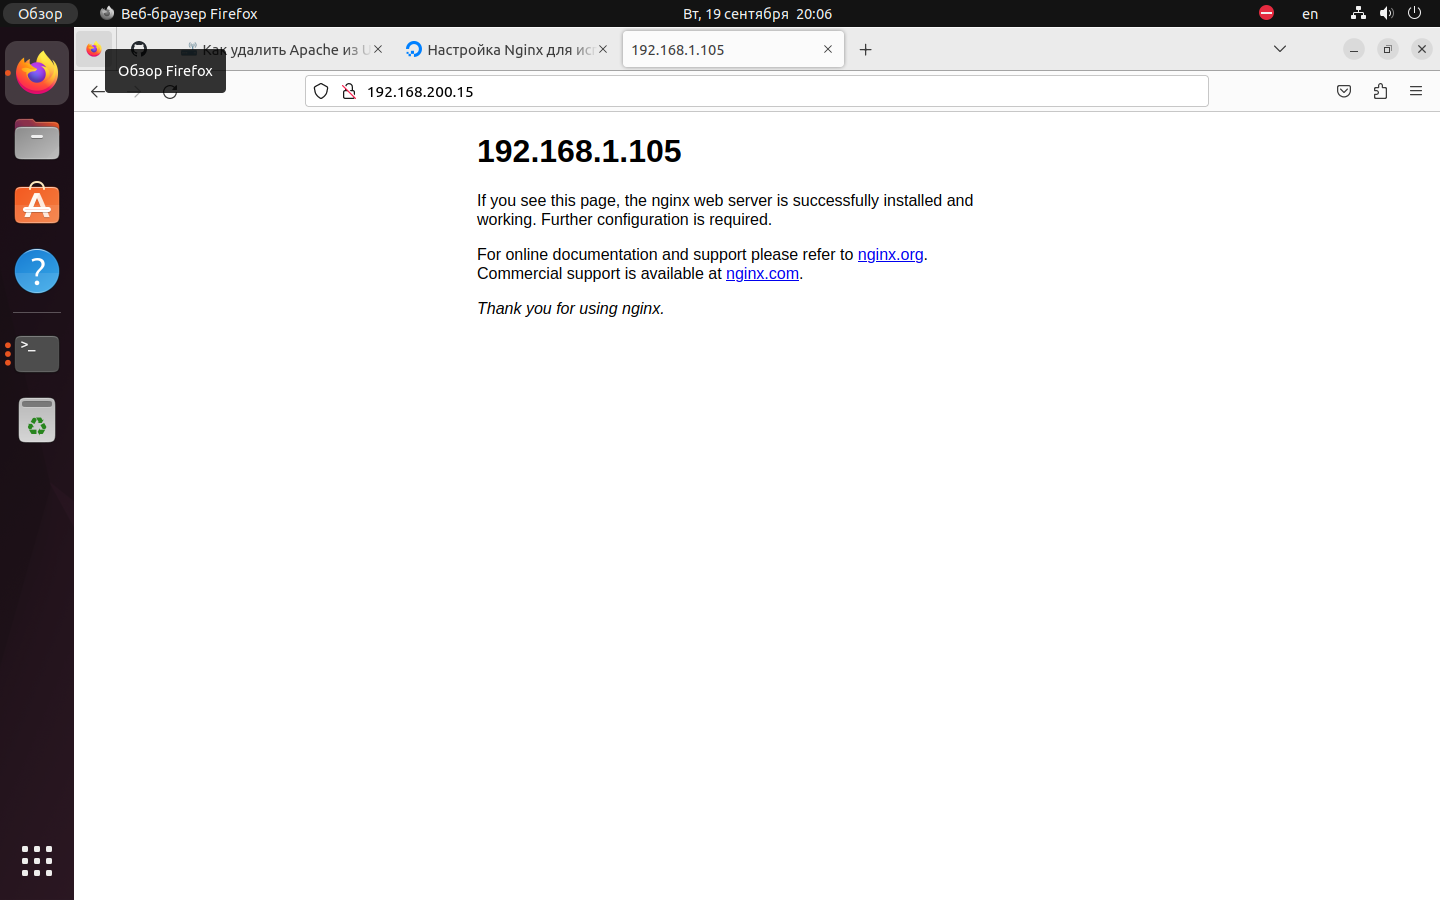 Обзор
Веб-браузер Firefox
Вт, 19 сентября 20:06
en
Как удалить Apache из U
Настройка Nginx для исп
192.168.1.105
Обзор Firefox
192.168.200.15
192.168.1.105
If you see this page, the nginx web server is successfully installed and
working. Further configuration is required.
For online documentation and support please refer to nginx.org.
Commercial support is available at nginx.com.
Thank you for using nginx.